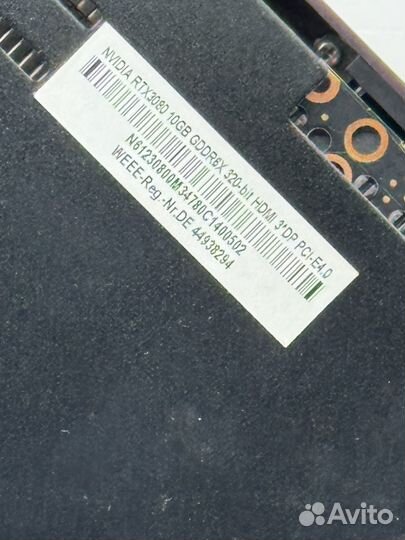 NVIDIA RTX3080 10GB GDDR6X 320-bit HDMI 3*DP PCI-E4.0
N61230800M34780C1400502
WEEE-Reg.-Nr.DE 44938294
Avito